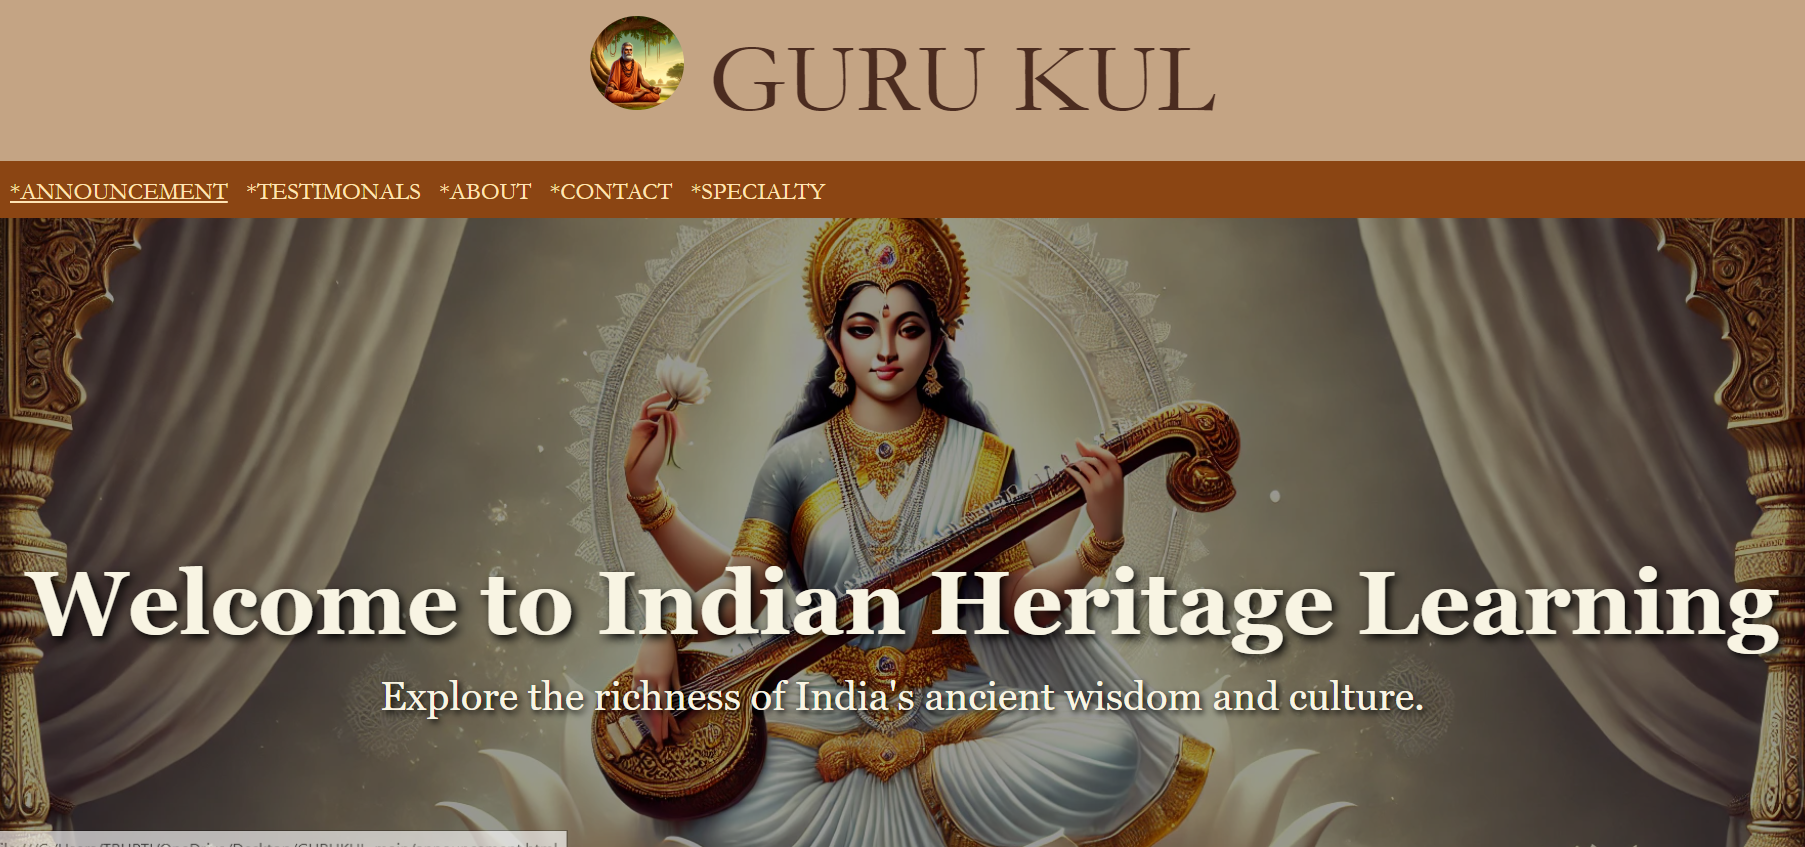 GURU KUL
*ANNOUNCEMENT *TESTIMONALS *ABOUT *CONTACT *SPECIALTY
Welcome to Indian Heritage Learning
Explore the richness of India's ancient wisdom and culture.